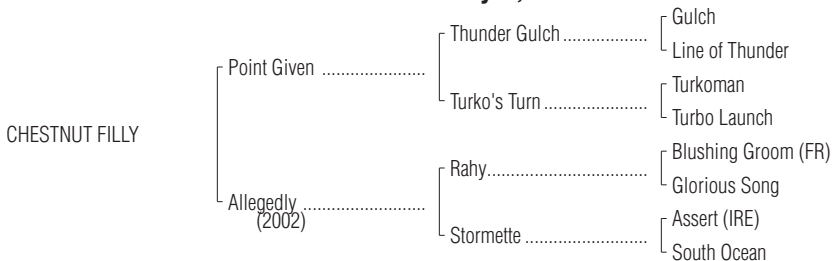 Gulch
Thunder Gulch
Line of Thunder
Point Given
Turkoman
Turko's Turn
Turbo Launch
CHESTNUT FILLY
Blushing Groom (FR)
Rahy
Glorious Song
Allegedly
(2002)
Assert (IRE)
Stormette
South Ocean